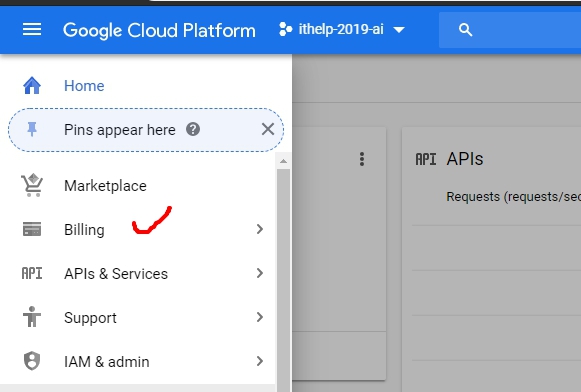 Google Cloud Platform
ithelp-2019-ai
Home
Pins appear here
Marketplace
Billing
API APIs & Services
Support
IAM & admin
API APIs
Requests (requests/sec